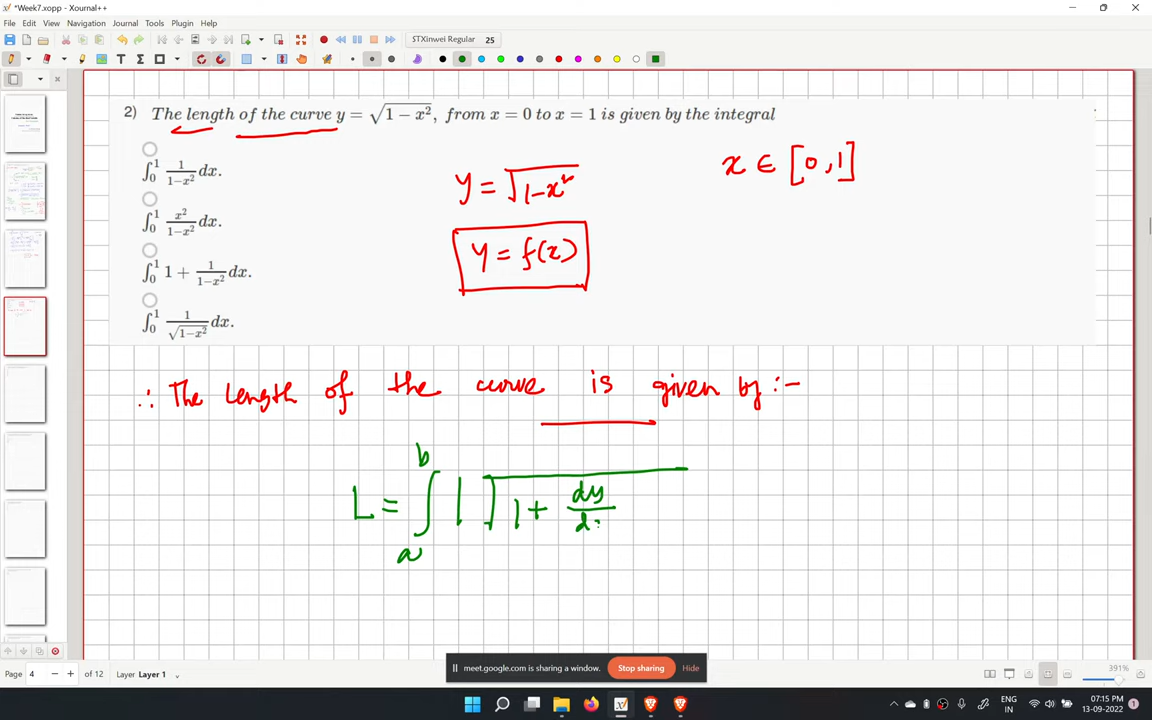 *Week7.xopp - Xournal++
File Edit View Navigation Journal Tools Plugin Help
STXinwei Regular 25
2) The length of the curve y = √(1 − x²), from x = 0 to x = 1 is given by the integral
∫₀¹ 1/(1−x²) dx.
∫₀¹ x²/(1−x²) dx.
∫₀¹ 1 + 1/(1−x²) dx.
∫₀¹ 1/√(1−x²) dx.
y = √(1−x²)
y = f(x)
x ∈ [0,1]
∴ The length of the curve is given by :-
L = ∫ₐᵇ | √(1 + dy/d
meet.google.com is sharing a window. Stop sharing Hide
Page 4 of 12 Layer Layer 1
391%
ENG
IN
07:15 PM
13-09-2022